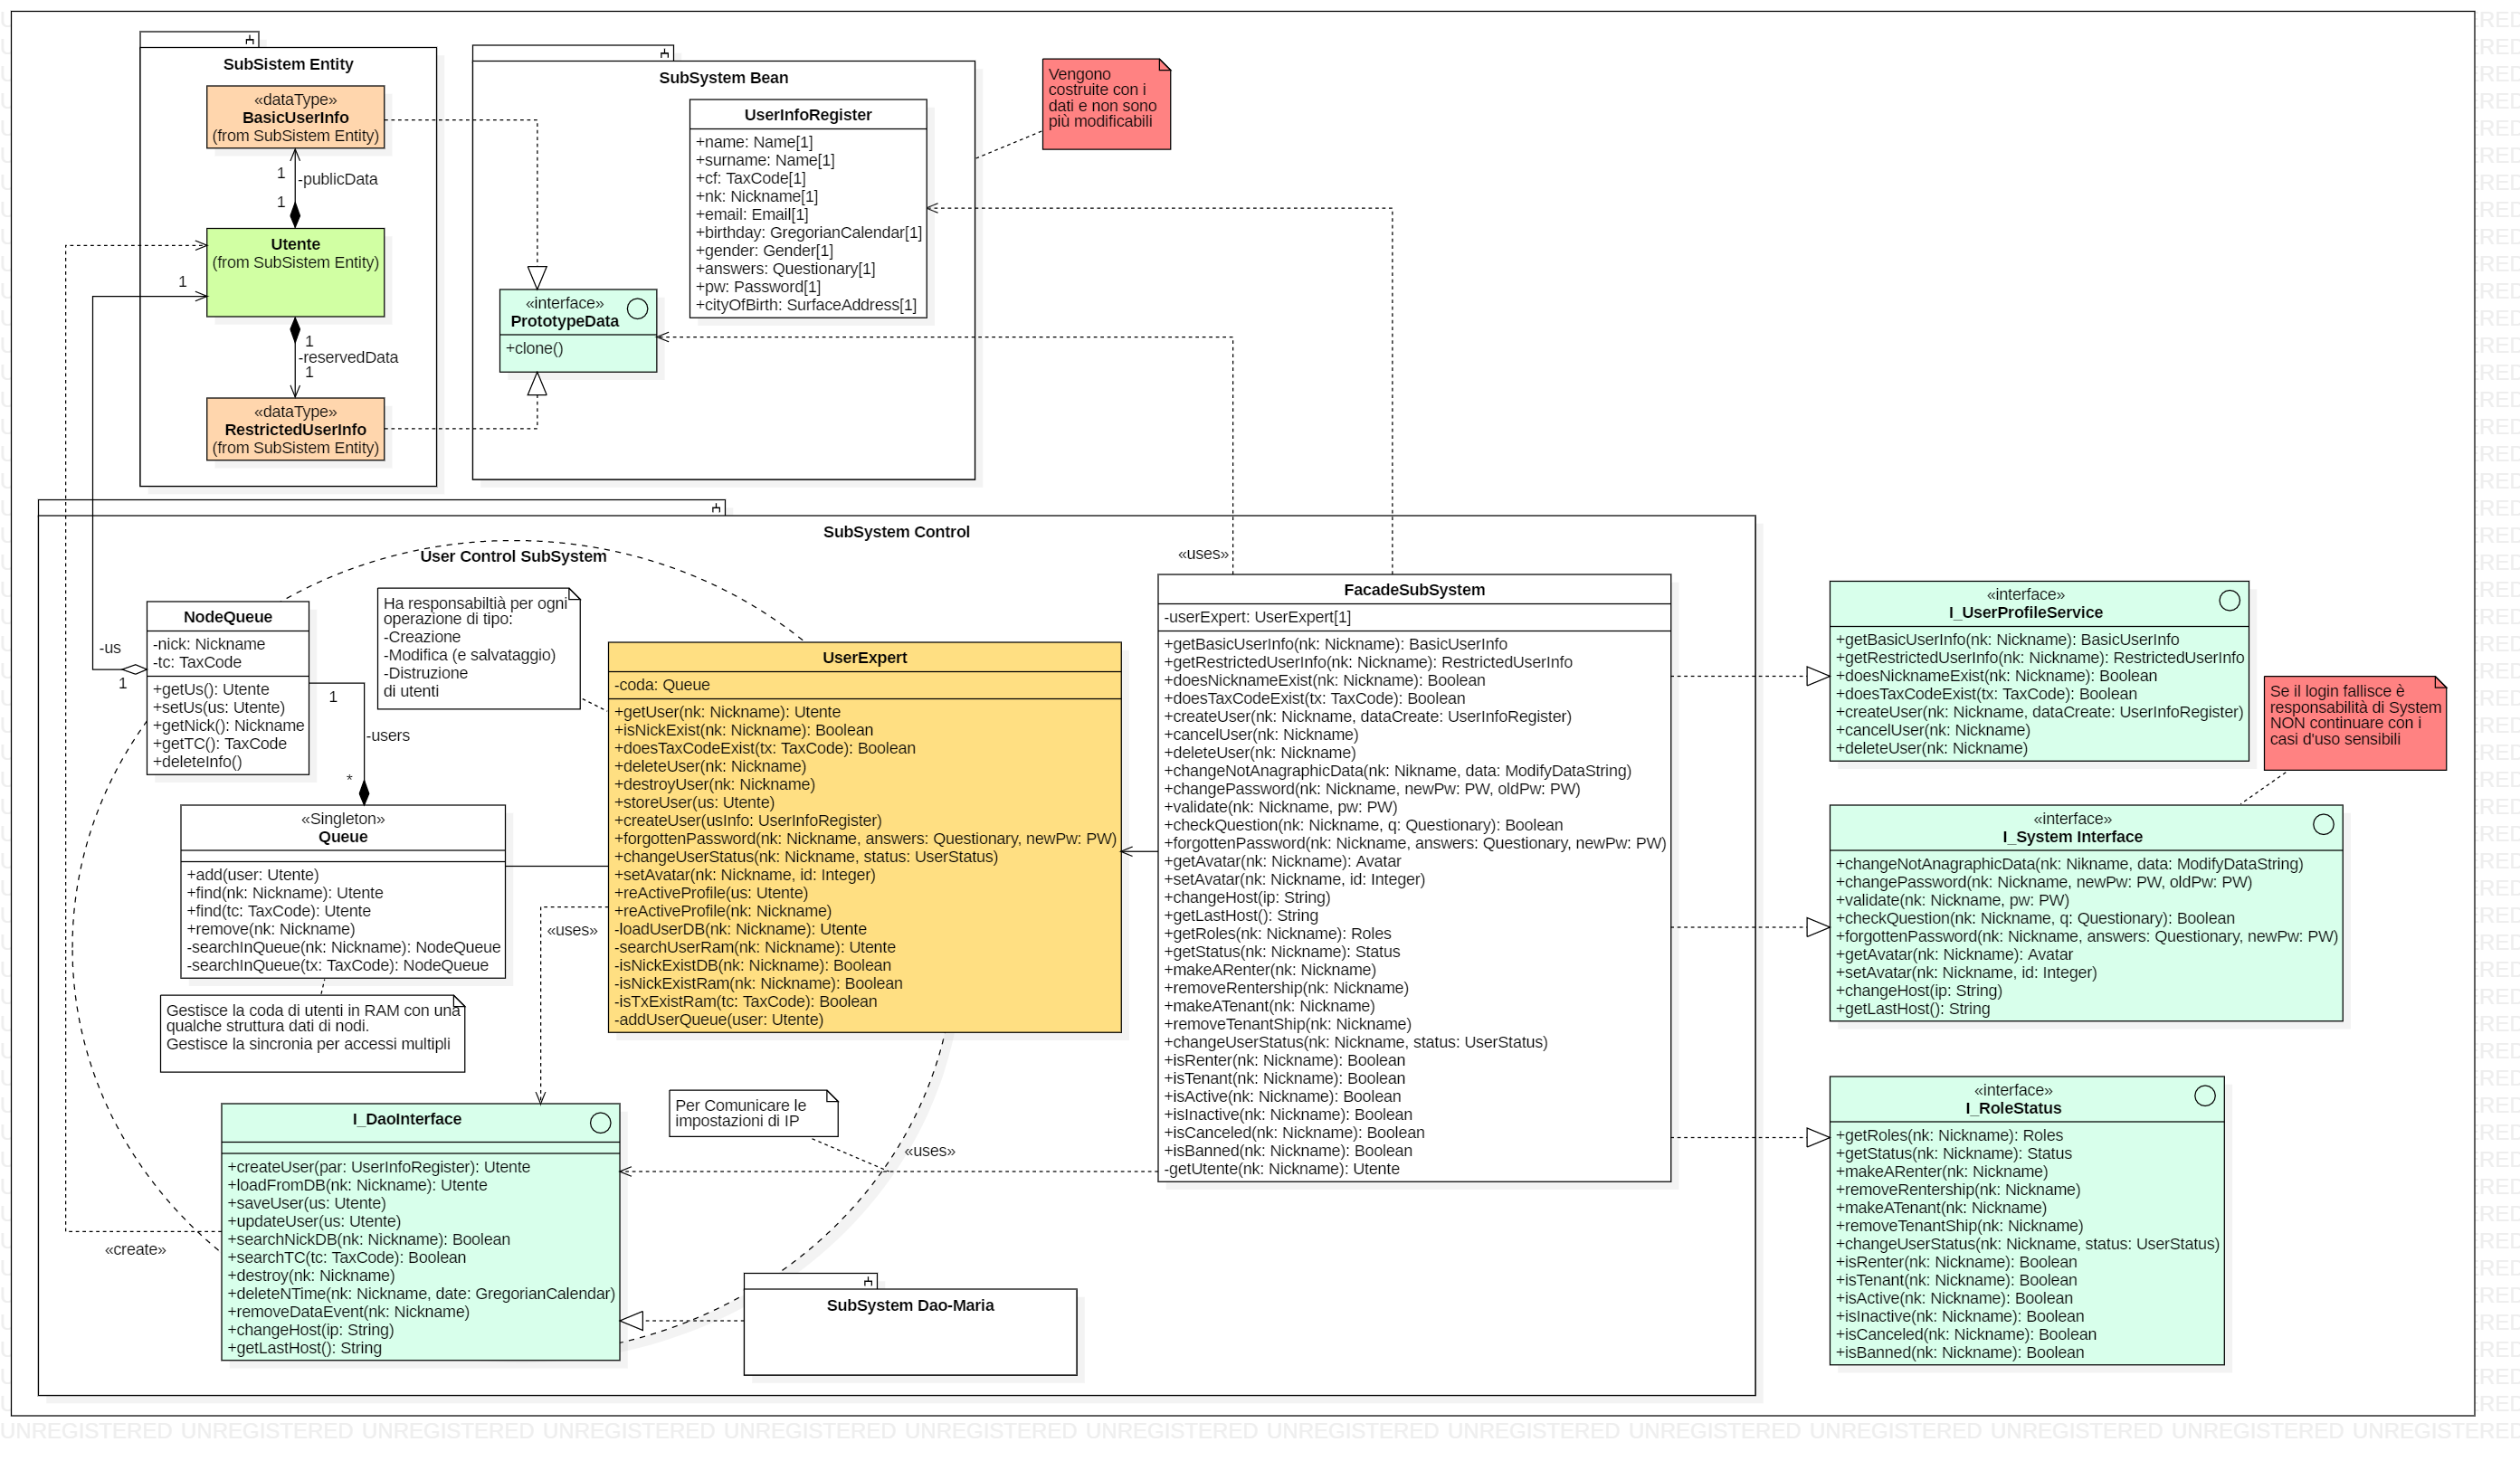 SubSistem Entity
«dataType»
BasicUserInfo
(from SubSistem Entity)
1
-publicData
1
Utente
(from SubSistem Entity)
1
1
-reservedData
1
«dataType»
RestrictedUserInfo
(from SubSistem Entity)
SubSystem Bean
UserInfoRegister
+name: Name[1]
+surname: Name[1]
+cf: TaxCode[1]
+nk: Nickname[1]
+email: Email[1]
+birthday: GregorianCalendar[1]
+gender: Gender[1]
+answers: Questionary[1]
+pw: Password[1]
+cityOfBirth: SurfaceAddress[1]
«interface»
PrototypeData
+clone()
Vengono
costruite con i
dati e non sono
più modificabili
SubSystem Control
User Control SubSystem
«uses»
NodeQueue
-nick: Nickname
-tc: TaxCode
+getUs(): Utente
+setUs(us: Utente)
+getNick(): Nickname
+getTC(): TaxCode
+deleteInfo()
-us
1
1
-users
*
Ha responsabiltià per ogni
operazione di tipo:
-Creazione
-Modifica (e salvataggio)
-Distruzione
di utenti
«Singleton»
Queue
+add(user: Utente)
+find(nk: Nickname): Utente
+find(tc: TaxCode): Utente
+remove(nk: Nickname)
-searchInQueue(nk: Nickname): NodeQueue
-searchInQueue(tx: TaxCode): NodeQueue
Gestisce la coda di utenti in RAM con una
qualche struttura dati di nodi.
Gestisce la sincronia per accessi multipli
UserExpert
-coda: Queue
+getUser(nk: Nickname): Utente
+isNickExist(nk: Nickname): Boolean
+doesTaxCodeExist(tx: TaxCode): Boolean
+deleteUser(nk: Nickname)
+destroyUser(nk: Nickname)
+storeUser(us: Utente)
+createUser(usInfo: UserInfoRegister)
+forgottenPassword(nk: Nickname, answers: Questionary, newPw: PW)
+changeUserStatus(nk: Nickname, status: UserStatus)
+setAvatar(nk: Nickname, id: Integer)
+reActiveProfile(us: Utente)
+reActiveProfile(nk: Nickname)
-loadUserDB(nk: Nickname): Utente
-searchUserRam(nk: Nickname): Utente
-isNickExistDB(nk: Nickname): Boolean
-isNickExistRam(nk: Nickname): Boolean
-isTxExistRam(tc: TaxCode): Boolean
-addUserQueue(user: Utente)
«uses»
FacadeSubSystem
-userExpert: UserExpert[1]
+getBasicUserInfo(nk: Nickname): BasicUserInfo
+getRestrictedUserInfo(nk: Nickname): RestrictedUserInfo
+doesNicknameExist(nk: Nickname): Boolean
+doesTaxCodeExist(tx: TaxCode): Boolean
+createUser(nk: Nickname, dataCreate: UserInfoRegister)
+cancelUser(nk: Nickname)
+deleteUser(nk: Nickname)
+changeNotAnagraphicData(nk: Nikname, data: ModifyDataString)
+changePassword(nk: Nickname, newPw: PW, oldPw: PW)
+validate(nk: Nickname, pw: PW)
+checkQuestion(nk: Nickname, q: Questionary): Boolean
+forgottenPassword(nk: Nickname, answers: Questionary, newPw: PW)
+getAvatar(nk: Nickname): Avatar
+setAvatar(nk: Nickname, id: Integer)
+changeHost(ip: String)
+getLastHost(): String
+getRoles(nk: Nickname): Roles
+getStatus(nk: Nickname): Status
+makeARenter(nk: Nickname)
+removeRentership(nk: Nickname)
+makeATenant(nk: Nickname)
+removeTenantShip(nk: Nickname)
+changeUserStatus(nk: Nickname, status: UserStatus)
+isRenter(nk: Nickname): Boolean
+isTenant(nk: Nickname): Boolean
+isActive(nk: Nickname): Boolean
+isInactive(nk: Nickname): Boolean
+isCanceled(nk: Nickname): Boolean
+isBanned(nk: Nickname): Boolean
-getUtente(nk: Nickname): Utente
«interface»
I_UserProfileService
+getBasicUserInfo(nk: Nickname): BasicUserInfo
+getRestrictedUserInfo(nk: Nickname): RestrictedUserInfo
+doesNicknameExist(nk: Nickname): Boolean
+doesTaxCodeExist(tx: TaxCode): Boolean
+createUser(nk: Nickname, dataCreate: UserInfoRegister)
+cancelUser(nk: Nickname)
+deleteUser(nk: Nickname)
Se il login fallisce è
responsabilità di System
NON continuare con i
casi d'uso sensibili
«interface»
I_System Interface
+changeNotAnagraphicData(nk: Nikname, data: ModifyDataString)
+changePassword(nk: Nickname, newPw: PW, oldPw: PW)
+validate(nk: Nickname, pw: PW)
+checkQuestion(nk: Nickname, q: Questionary): Boolean
+forgottenPassword(nk: Nickname, answers: Questionary, newPw: PW)
+getAvatar(nk: Nickname): Avatar
+setAvatar(nk: Nickname, id: Integer)
+changeHost(ip: String)
+getLastHost(): String
«interface»
I_RoleStatus
+getRoles(nk: Nickname): Roles
+getStatus(nk: Nickname): Status
+makeARenter(nk: Nickname)
+removeRentership(nk: Nickname)
+makeATenant(nk: Nickname)
+removeTenantShip(nk: Nickname)
+changeUserStatus(nk: Nickname, status: UserStatus)
+isRenter(nk: Nickname): Boolean
+isTenant(nk: Nickname): Boolean
+isActive(nk: Nickname): Boolean
+isInactive(nk: Nickname): Boolean
+isCanceled(nk: Nickname): Boolean
+isBanned(nk: Nickname): Boolean
Per Comunicare le
impostazioni di IP
«uses»
I_DaoInterface
+createUser(par: UserInfoRegister): Utente
+loadFromDB(nk: Nickname): Utente
+saveUser(us: Utente)
+updateUser(us: Utente)
+searchNickDB(nk: Nickname): Boolean
+searchTC(tc: TaxCode): Boolean
+destroy(nk: Nickname)
+deleteNTime(nk: Nickname, date: GregorianCalendar)
+removeDataEvent(nk: Nickname)
+changeHost(ip: String)
+getLastHost(): String
«create»
SubSystem Dao-Maria
UNREGISTERED UNREGISTERED UNREGISTERED UNREGISTERED UNREGISTERED UNREGISTERED UNREGISTERED UNREGISTERED UNREGISTERED UNREGISTERED UNREGISTERED UNREGISTERED UNREGISTERED UNREGISTERED